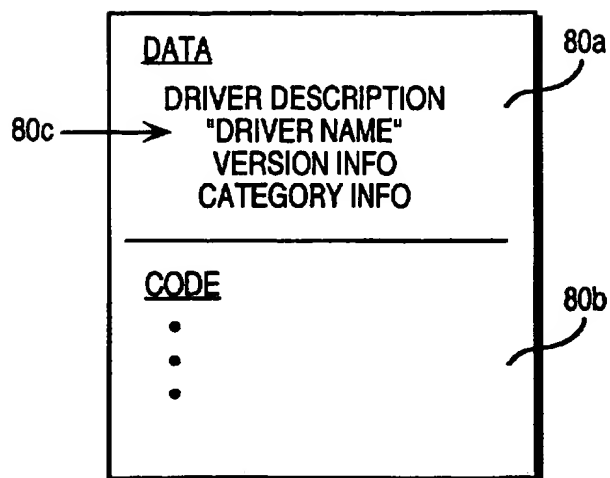 DATA
80a
DRIVER DESCRIPTION
80c
"DRIVER NAME"
VERSION INFO
CATEGORY INFO
CODE
80b